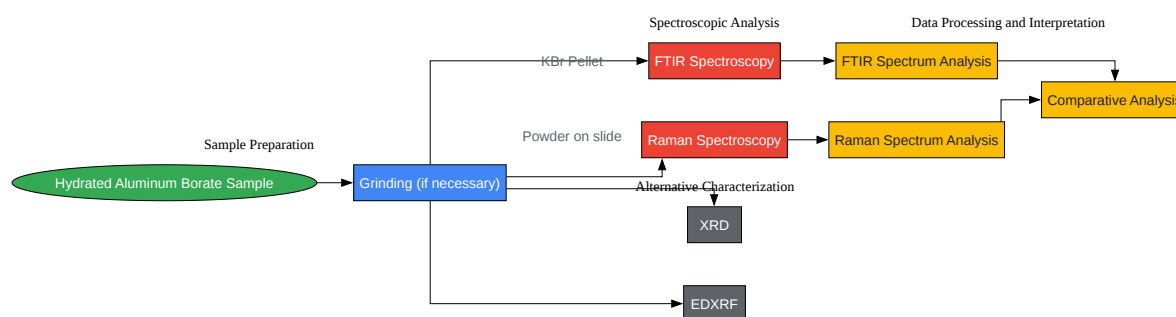 Spectroscopic Analysis
Data Processing and Interpretation
KBr Pellet
FTIR Spectroscopy
FTIR Spectrum Analysis
Comparative Analysis
Powder on slide
Raman Spectroscopy
Raman Spectrum Analysis
Sample Preparation
Hydrated Aluminum Borate Sample
Grinding (if necessary)
Alternative Characterization
XRD
EDXRF